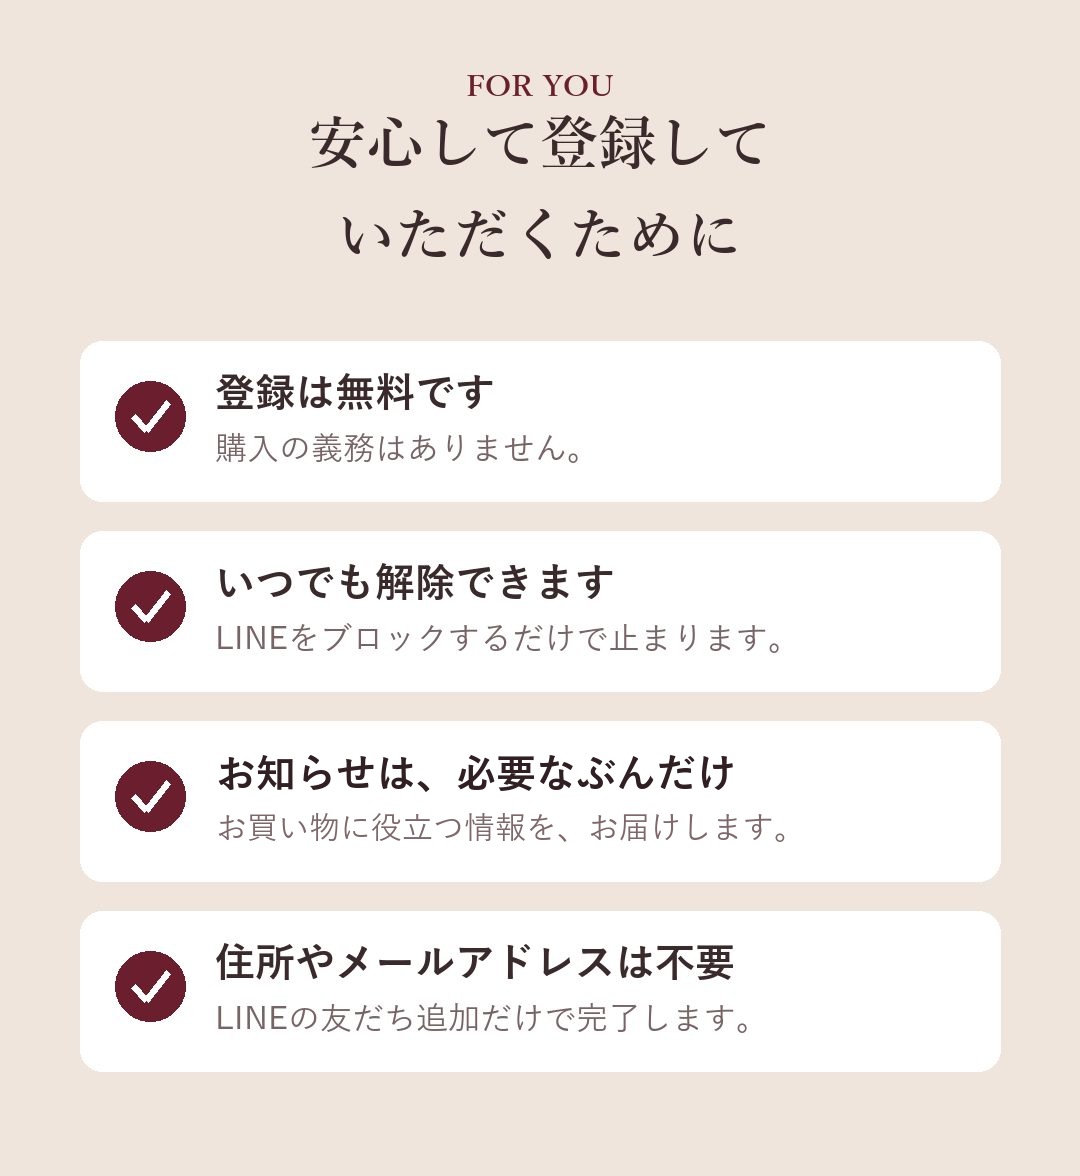 FOR YOU
安心して登録して
いただくために
登録は無料です
購入の義務はありません。
いつでも解除できます
LINEをブロックするだけで止まります。
お知らせは、必要なぶんだけ
お買い物に役立つ情報を、お届けします。
住所やメールアドレスは不要
LINEの友だち追加だけで完了します。